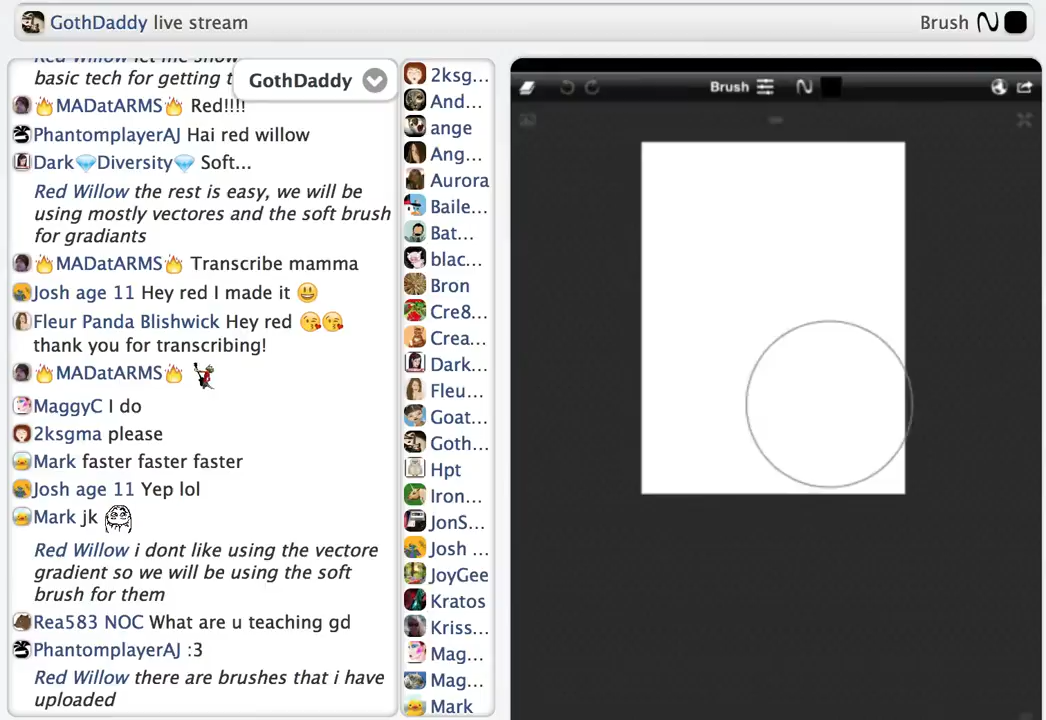 GothDaddy live stream
Brush
Red Willow let me show
basic tech for getting t
GothDaddy
🔥MADatARMS🔥 Red!!!!
PhantomplayerAJ Hai red willow
Dark💎Diversity💎 Soft...
Red Willow the rest is easy, we will be
using mostly vectores and the soft brush
for gradiants
🔥MADatARMS🔥 Transcribe mamma
Josh age 11 Hey red I made it 😃
Fleur Panda Blishwick Hey red 😘😘
thank you for transcribing!
🔥MADatARMS🔥
MaggyC I do
2ksgma please
Mark faster faster faster
Josh age 11 Yep lol
Mark jk
Red Willow i dont like using the vectore
gradient so we will be using the soft
brush for them
Rea583 NOC What are u teaching gd
PhantomplayerAJ :3
Red Willow there are brushes that i have
uploaded
2ksg...
And...
ange
Ang...
Aurora
Baile...
Bat...
blac...
Bron
Cre8...
Crea...
Dark...
Fleu...
Goat...
Goth...
Hpt
Iron...
JonS...
Josh ...
JoyGee
Kratos
Kriss...
Mag...
Mag...
Mark
Brush